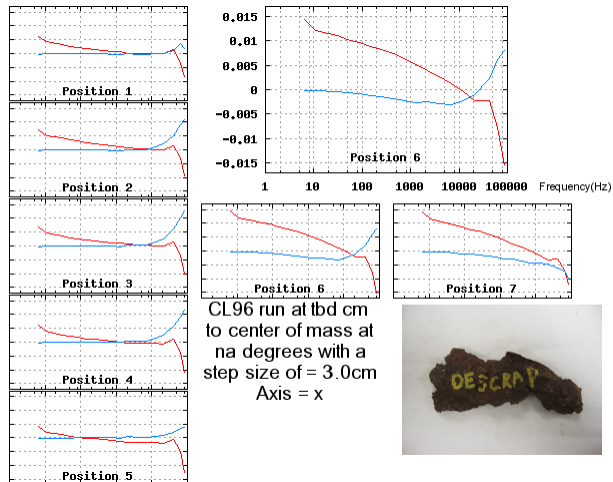 Position 1
Position 2
Position 3
Position 4
Position 5
0.015
0.01
0.005
0
-0.005
-0.01
-0.015
Position 6
1 10 100 1000 10000 100000 Frequency(Hz)
Position 6
Position 7
CL96 run at tbd cm
to center of mass at
na degrees with a
step size of = 3.0cm
Axis = x
OESCRAP